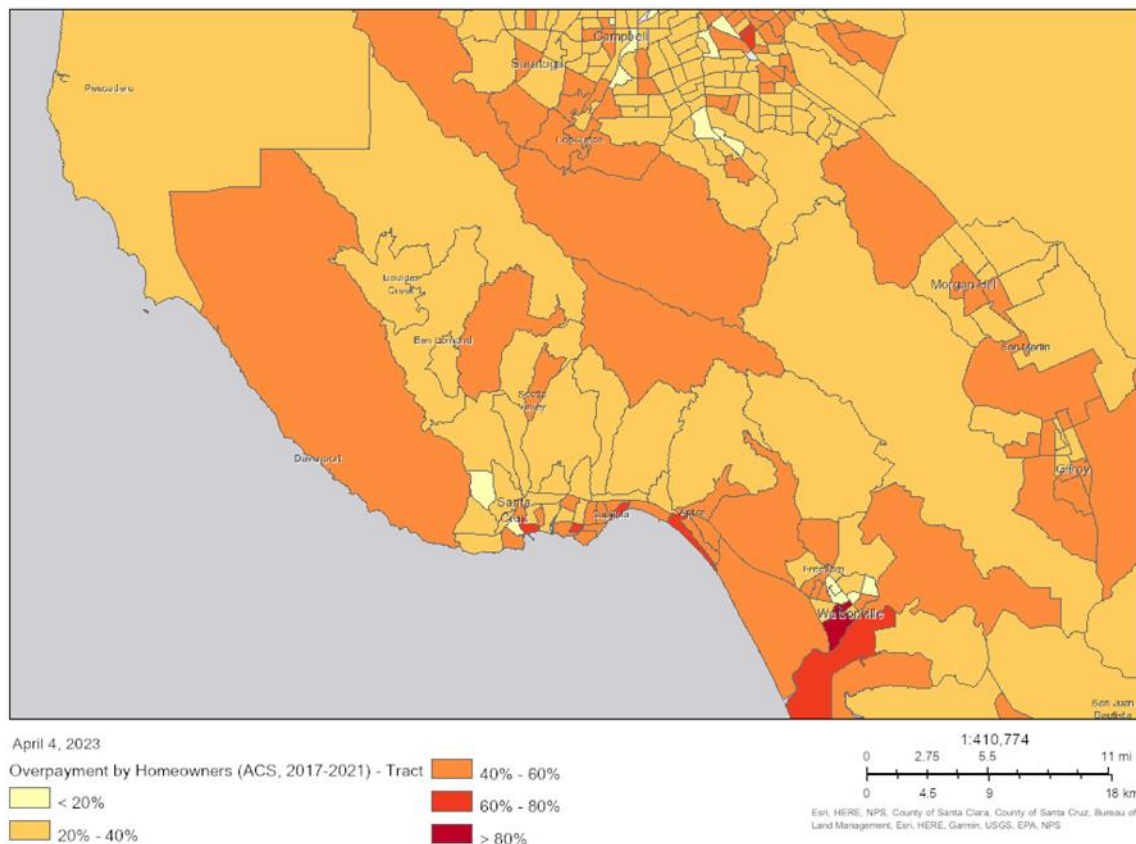 Campbell
Saratoga
Pescadero
Los Gatos
Boulder
Creek
Morgan Hill
Ben Lomond
San Martin
Scotts
Valley
Davenport
Gilroy
Santa
Cruz
Capitola
Aptos
Freedom
Watsonville
San Juan
Bautista
April 4, 2023
Overpayment by Homeowners (ACS, 2017-2021) - Tract
< 20%
20% - 40%
40% - 60%
60% - 80%
> 80%
1:410,774
0 2.75 5.5 11 mi
0 4.5 9 18 km
Esri, HERE, NPS, County of Santa Clara, County of Santa Cruz, Bureau of
Land Management, Esri, HERE, Garmin, USGS, EPA, NPS